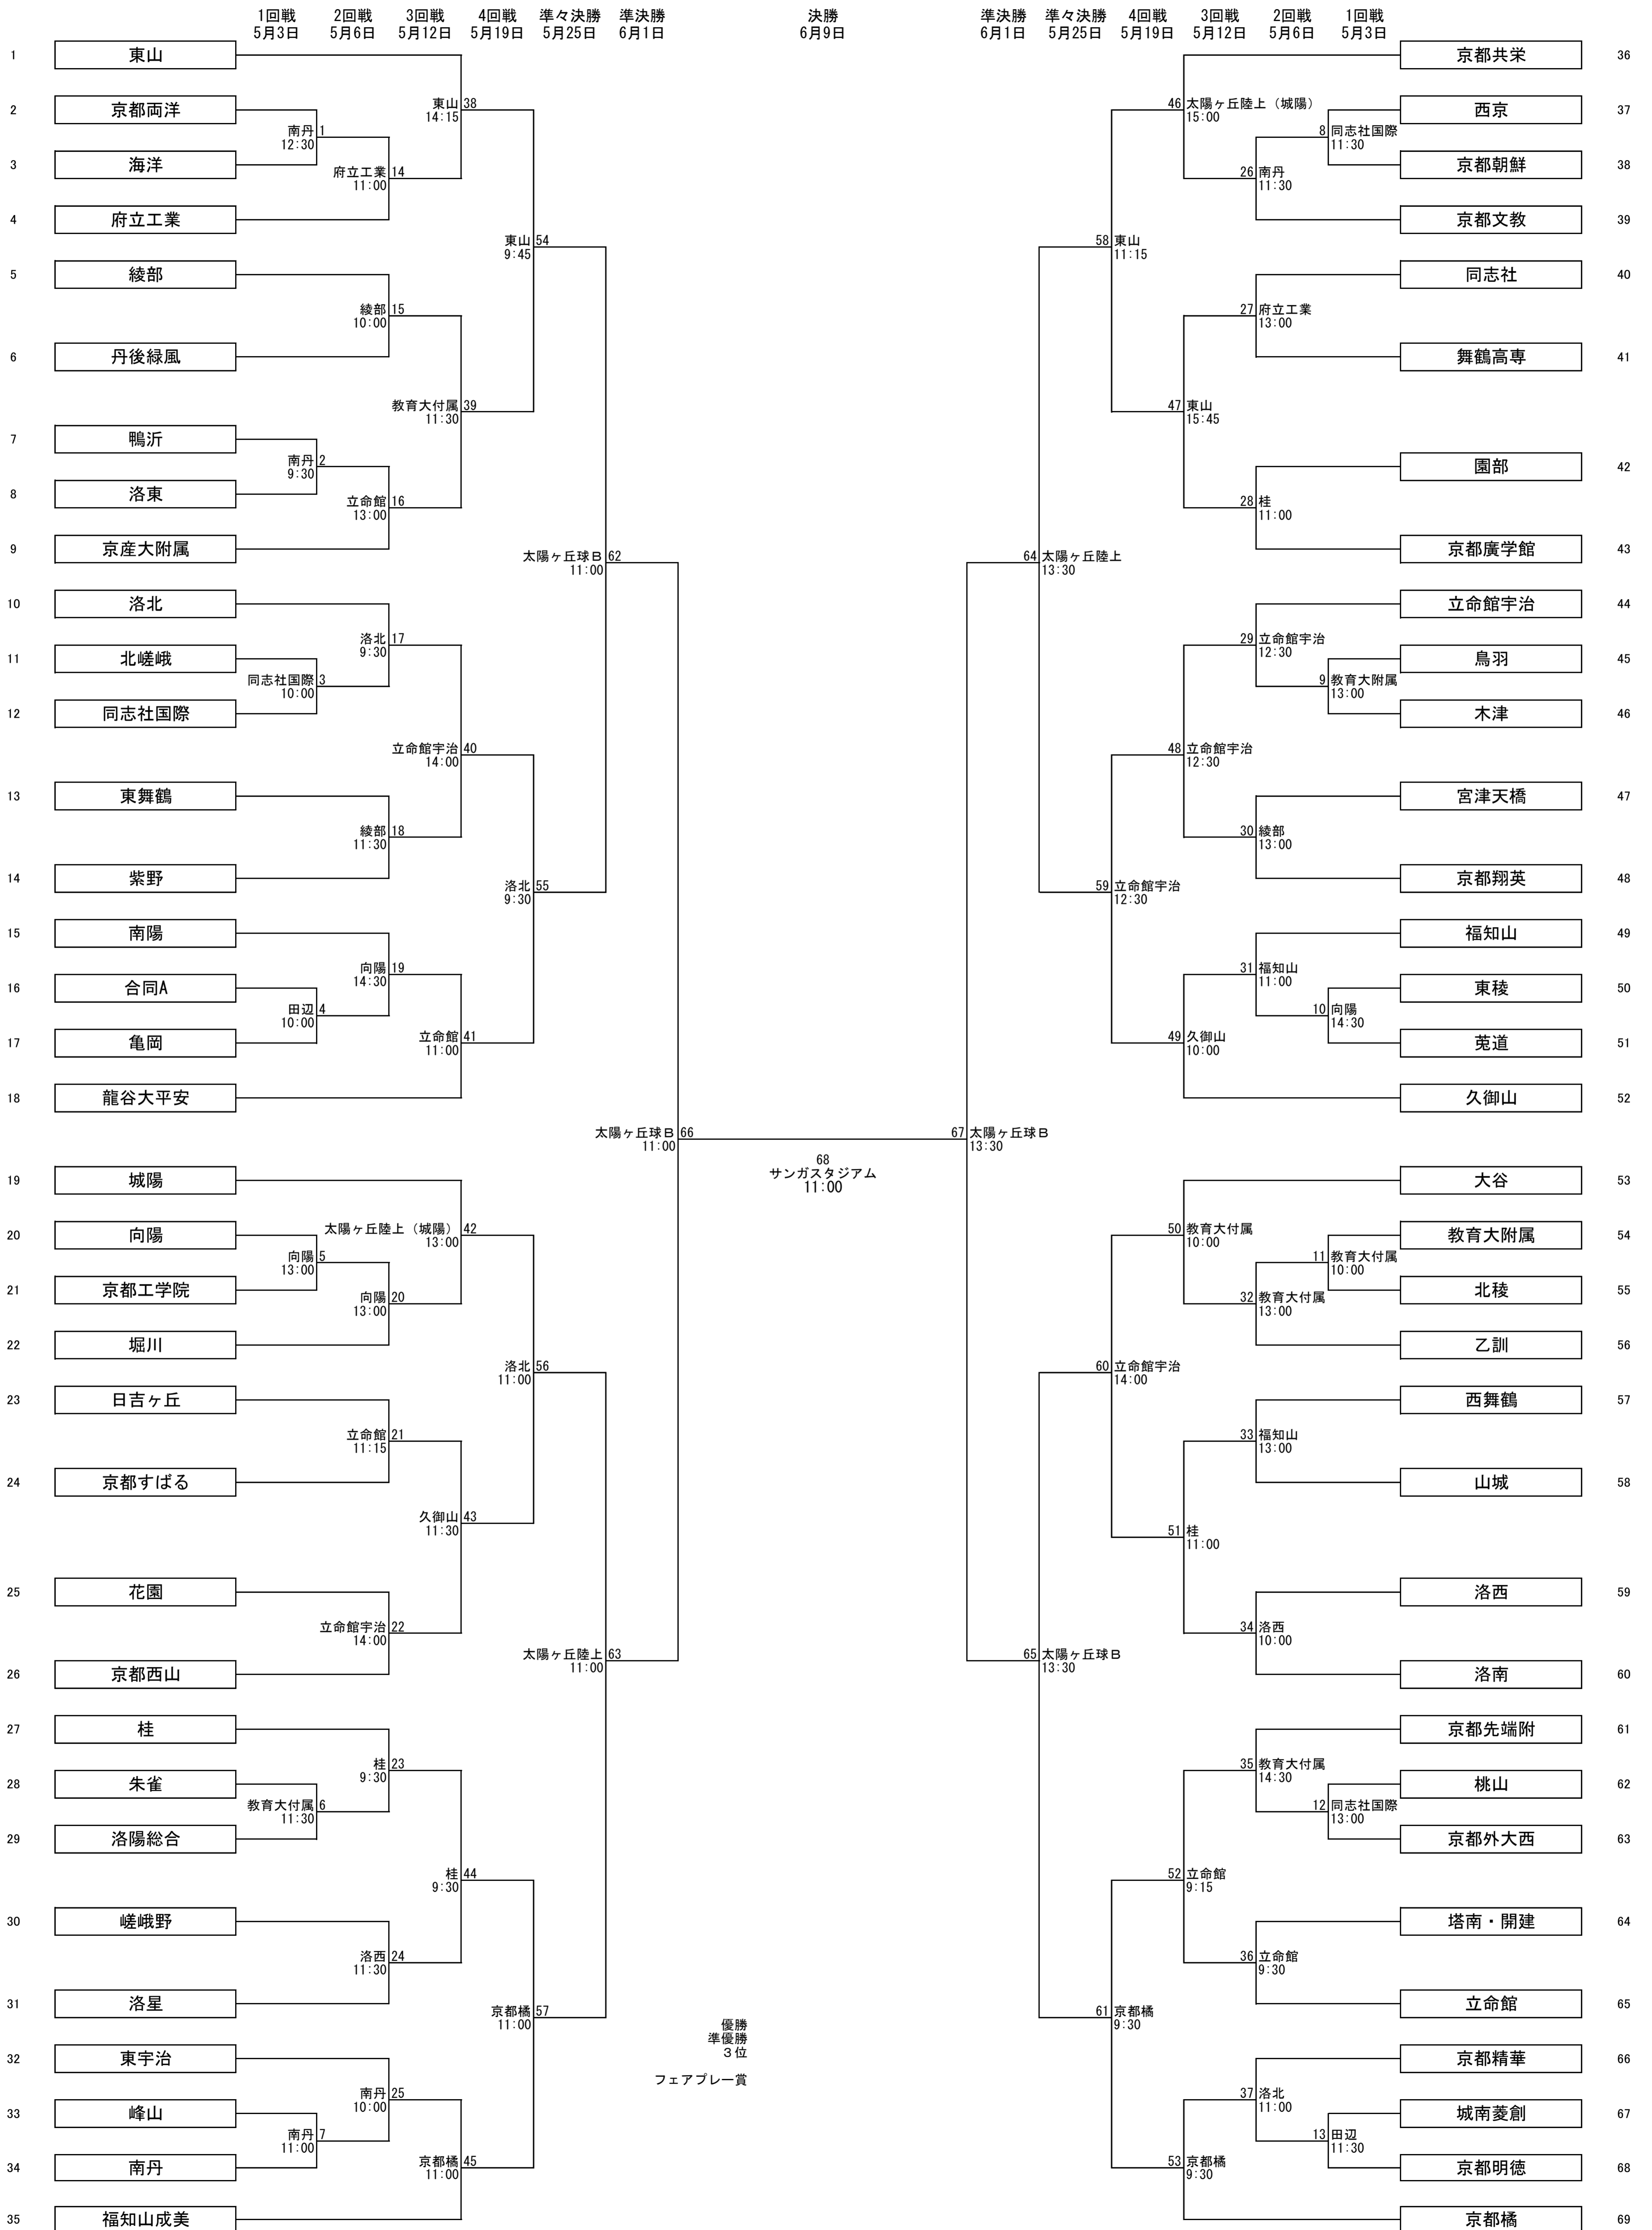 1回戦 2回戦 3回戦 4回戦 準々決勝 準決勝 決勝 準決勝 準々決勝 4回戦 3回戦 2回戦 1回戦
5月3日 5月6日 5月12日 5月19日 5月25日 6月1日 6月9日 6月1日 5月25日 5月19日 5月12日 5月6日 5月3日
1 東山
2 京都両洋
3 海洋
4 府立工業
5 綾部
6 丹後緑風
7 鴨沂
8 洛東
9 京産大附属
10 洛北
11 北嵯峨
12 同志社国際
13 東舞鶴
14 紫野
15 南陽
16 合同A
17 亀岡
18 龍谷大平安
19 城陽
20 向陽
21 京都工学院
22 堀川
23 日吉ヶ丘
24 京都すばる
25 花園
26 京都西山
27 桂
28 朱雀
29 洛陽総合
30 嵯峨野
31 洛星
32 東宇治
33 峰山
34 南丹
35 福知山成美
南丹 1
12:30
南丹 2
9:30
同志社国際 3
10:00
田辺 4
10:00
向陽 5
13:00
教育大付属 6
11:30
南丹 7
11:00
府立工業 14
11:00
綾部 15
10:00
立命館 16
13:00
洛北 17
9:30
綾部 18
11:30
向陽 19
14:30
向陽 20
13:00
立命館 21
11:15
立命館宇治 22
14:00
桂 23
9:30
洛西 24
11:30
南丹 25
10:00
東山 38
14:15
教育大付属 39
11:30
立命館宇治 40
14:00
立命館 41
11:00
太陽ヶ丘陸上（城陽） 42
13:00
久御山 43
11:30
桂 44
9:30
京都橘 45
11:00
東山 54
9:45
洛北 55
9:30
洛北 56
11:00
京都橘 57
11:00
太陽ヶ丘球Ｂ 62
11:00
太陽ヶ丘陸上 63
11:00
太陽ヶ丘球Ｂ 66
11:00
68
サンガスタジアム
11:00
優勝
準優勝
３位
フェアプレー賞
67 太陽ヶ丘球Ｂ
13:30
64 太陽ヶ丘陸上
13:30
65 太陽ヶ丘球Ｂ
13:30
58 東山
11:15
59 立命館宇治
12:30
60 立命館宇治
14:00
61 京都橘
9:30
46 太陽ヶ丘陸上（城陽）
15:00
47 東山
15:45
48 立命館宇治
12:30
49 久御山
10:00
50 教育大付属
10:00
51 桂
11:00
52 立命館
9:15
53 京都橘
9:30
26 南丹
11:30
27 府立工業
13:00
28 桂
11:00
29 立命館宇治
12:30
30 綾部
13:00
31 福知山
11:00
32 教育大付属
13:00
33 福知山
13:00
34 洛西
10:00
35 教育大付属
14:30
36 立命館
9:30
37 洛北
11:00
8 同志社国際
11:30
9 教育大附属
13:00
10 向陽
14:30
11 教育大付属
10:00
12 同志社国際
13:00
13 田辺
11:30
京都共栄 36
西京 37
京都朝鮮 38
京都文教 39
同志社 40
舞鶴高専 41
園部 42
京都廣学館 43
立命館宇治 44
鳥羽 45
木津 46
宮津天橋 47
京都翔英 48
福知山 49
東稜 50
莵道 51
久御山 52
大谷 53
教育大附属 54
北稜 55
乙訓 56
西舞鶴 57
山城 58
洛西 59
洛南 60
京都先端附 61
桃山 62
京都外大西 63
塔南・開建 64
立命館 65
京都精華 66
城南菱創 67
京都明徳 68
京都橘 69